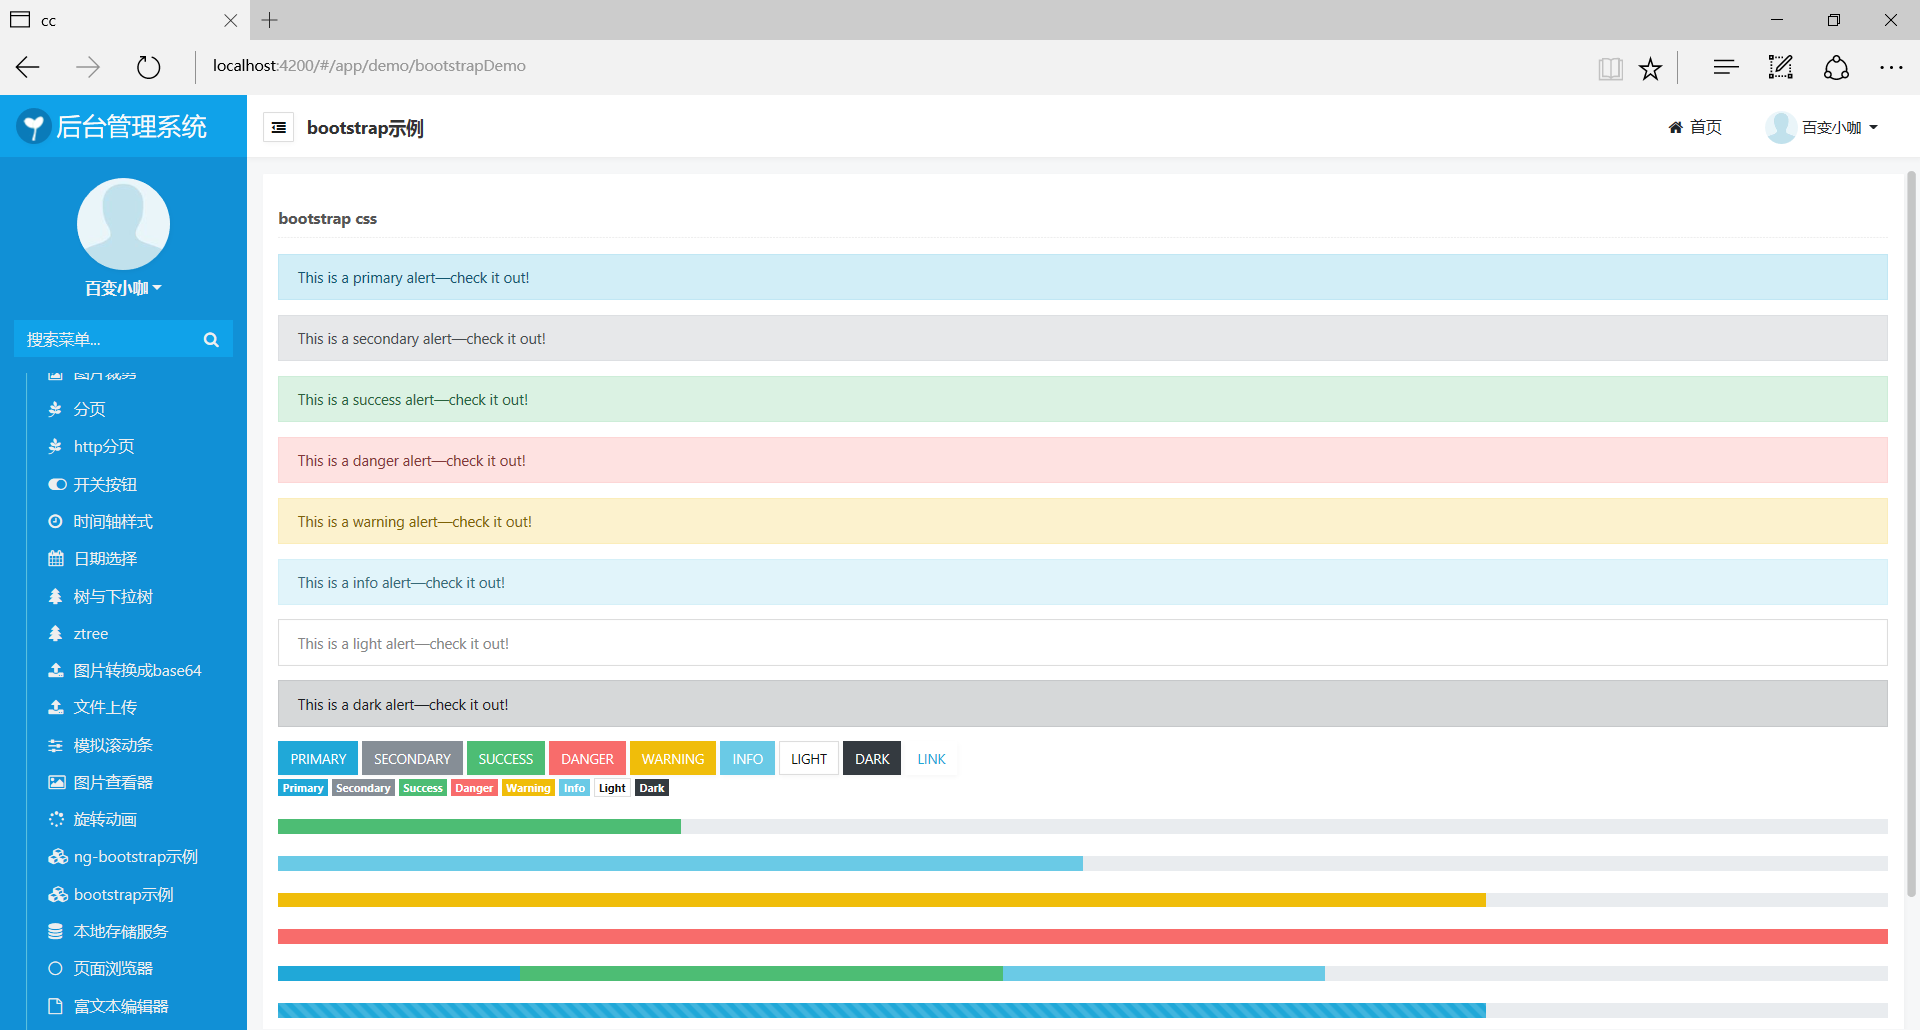 cc
localhost:4200/#/app/demo/bootstrapDemo
后台管理系统
bootstrap示例
首页
百变小咖
百变小咖
搜索菜单...
图片裁剪
分页
http分页
开关按钮
时间轴样式
日期选择
树与下拉树
ztree
图片转换成base64
文件上传
模拟滚动条
图片查看器
旋转动画
ng-bootstrap示例
bootstrap示例
本地存储服务
页面浏览器
富文本编辑器
bootstrap css
This is a primary alert—check it out!
This is a secondary alert—check it out!
This is a success alert—check it out!
This is a danger alert—check it out!
This is a warning alert—check it out!
This is a info alert—check it out!
This is a light alert—check it out!
This is a dark alert—check it out!
PRIMARY SECONDARY SUCCESS DANGER WARNING INFO LIGHT DARK LINK
Primary Secondary Success Danger Warning Info Light Dark